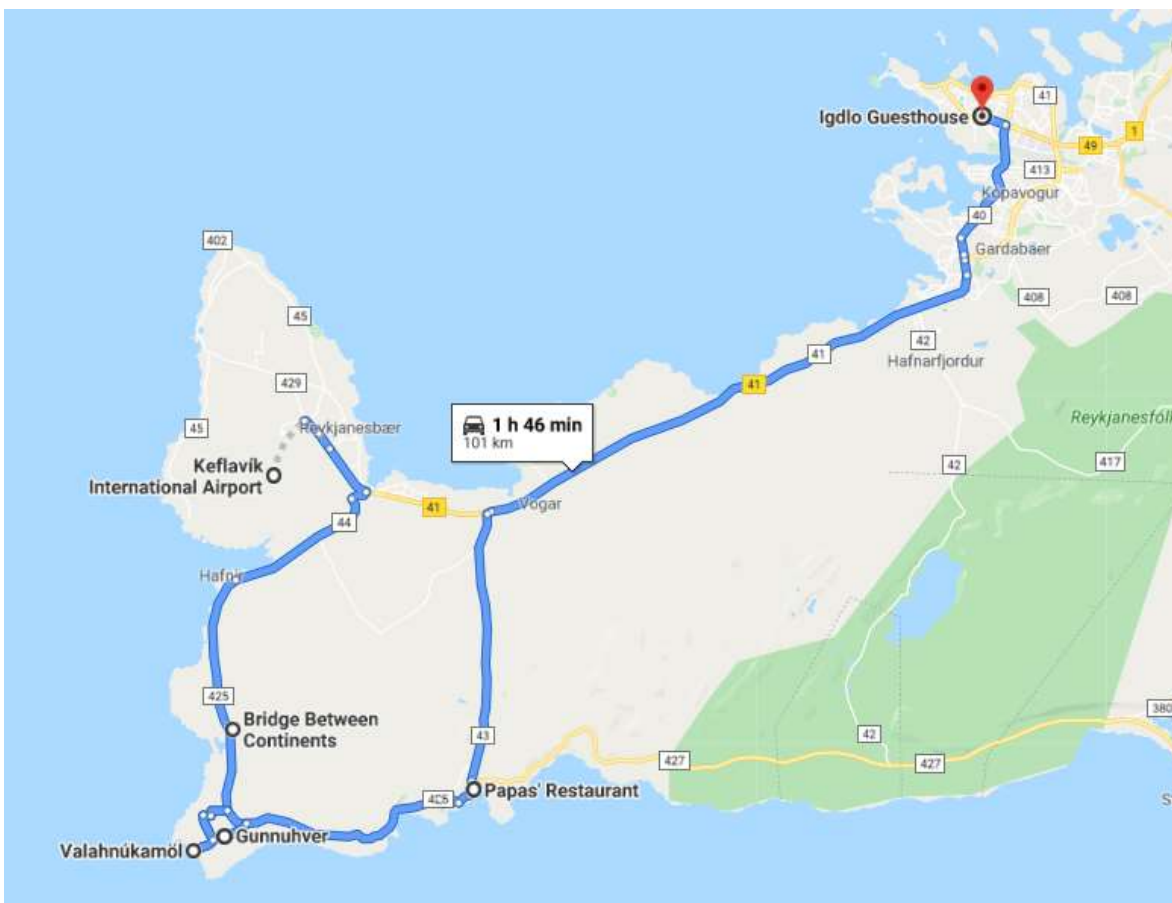 Igdlo Guesthouse
41
1
49
413
Kópavogur
40
Gardabaer
402
408
408
45
42
41
Hafnarfjordur
41
429
1 h 46 min
101 km
Reykjanesfólk
45
Reykjanesbær
Keflavík
International Airport
42
417
41
Vogar
44
Hafnir
425
Bridge Between
Continents
380
43
42
427
427
Papas' Restaurant
Gunnuhver
Valahnúkamöl